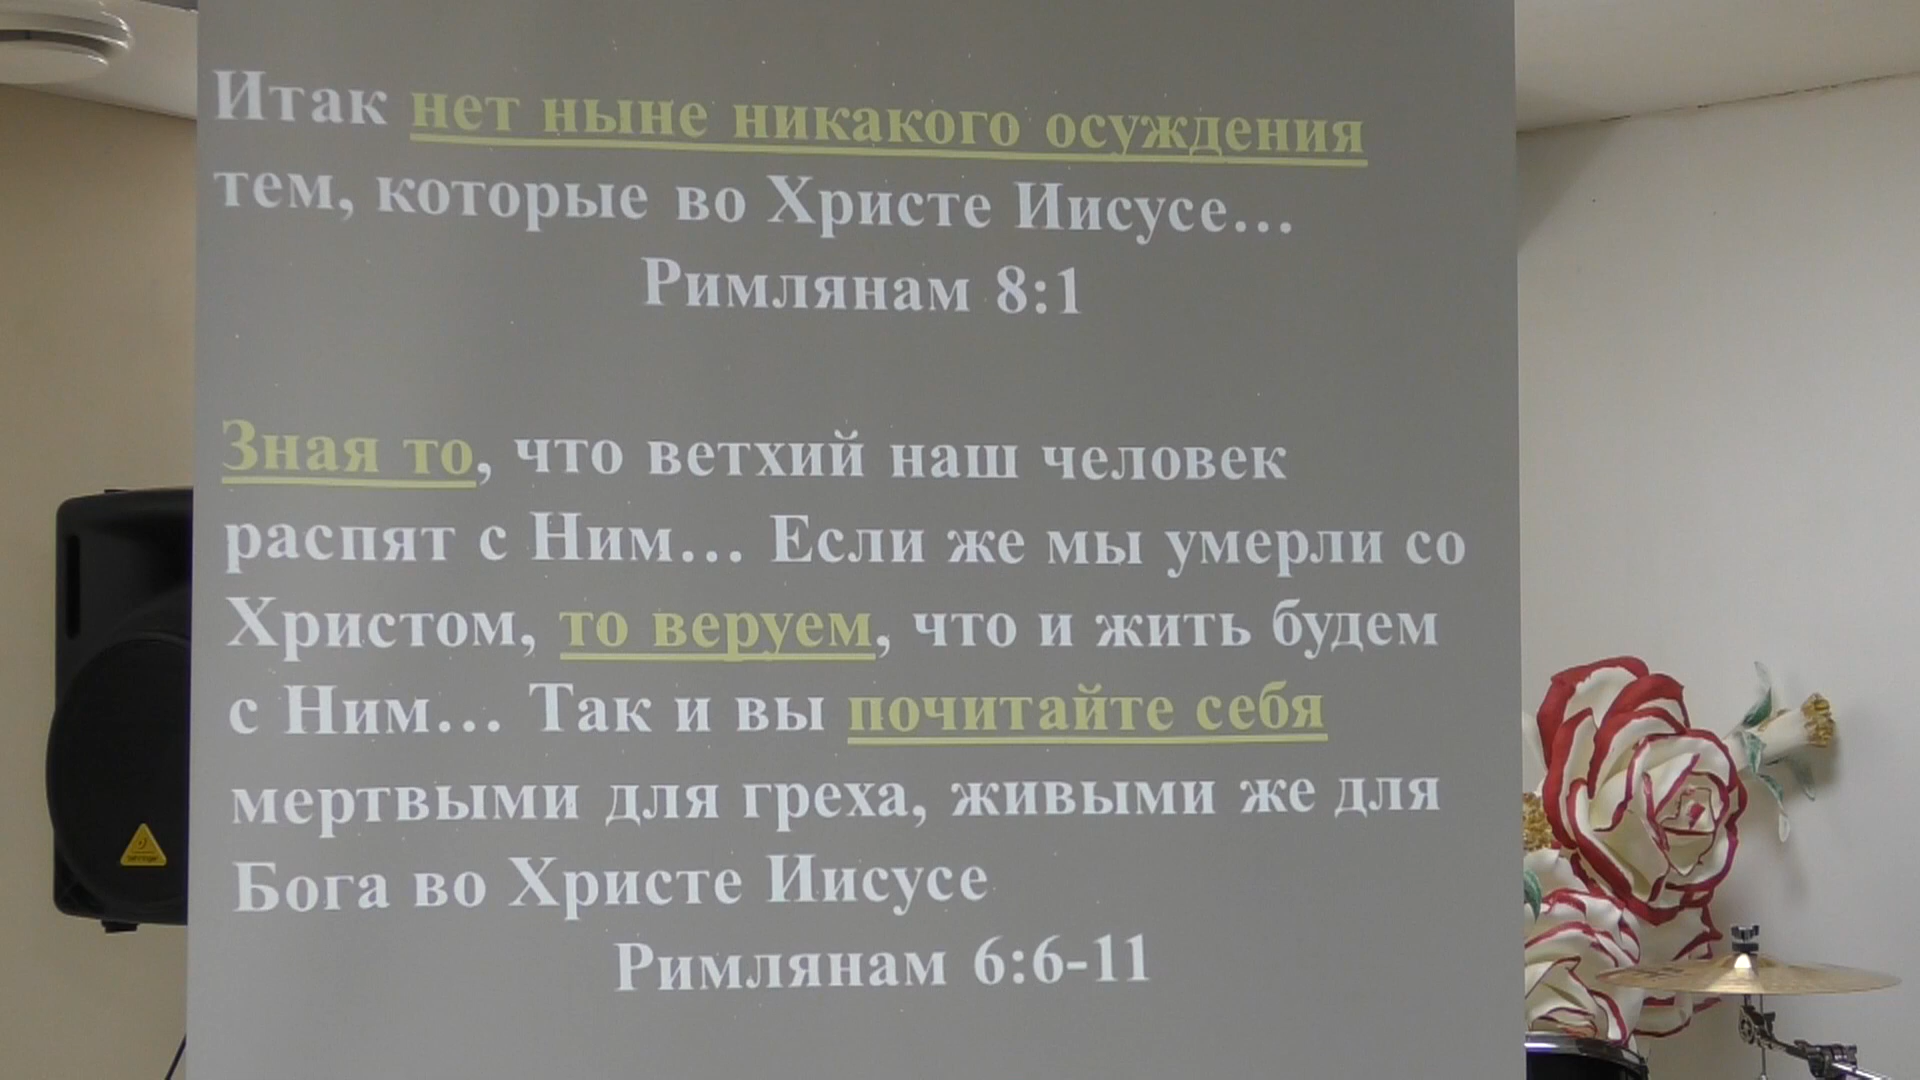 Итак нет ныне никакого осуждения
тем, которые во Христе Иисусе…
Римлянам 8:1
Зная то, что ветхий наш человек
распят с Ним… Если же мы умерли со
Христом, то веруем, что и жить будем
с Ним… Так и вы почитайте себя
мертвыми для греха, живыми же для
Бога во Христе Иисусе
Римлянам 6:6-11
behringer